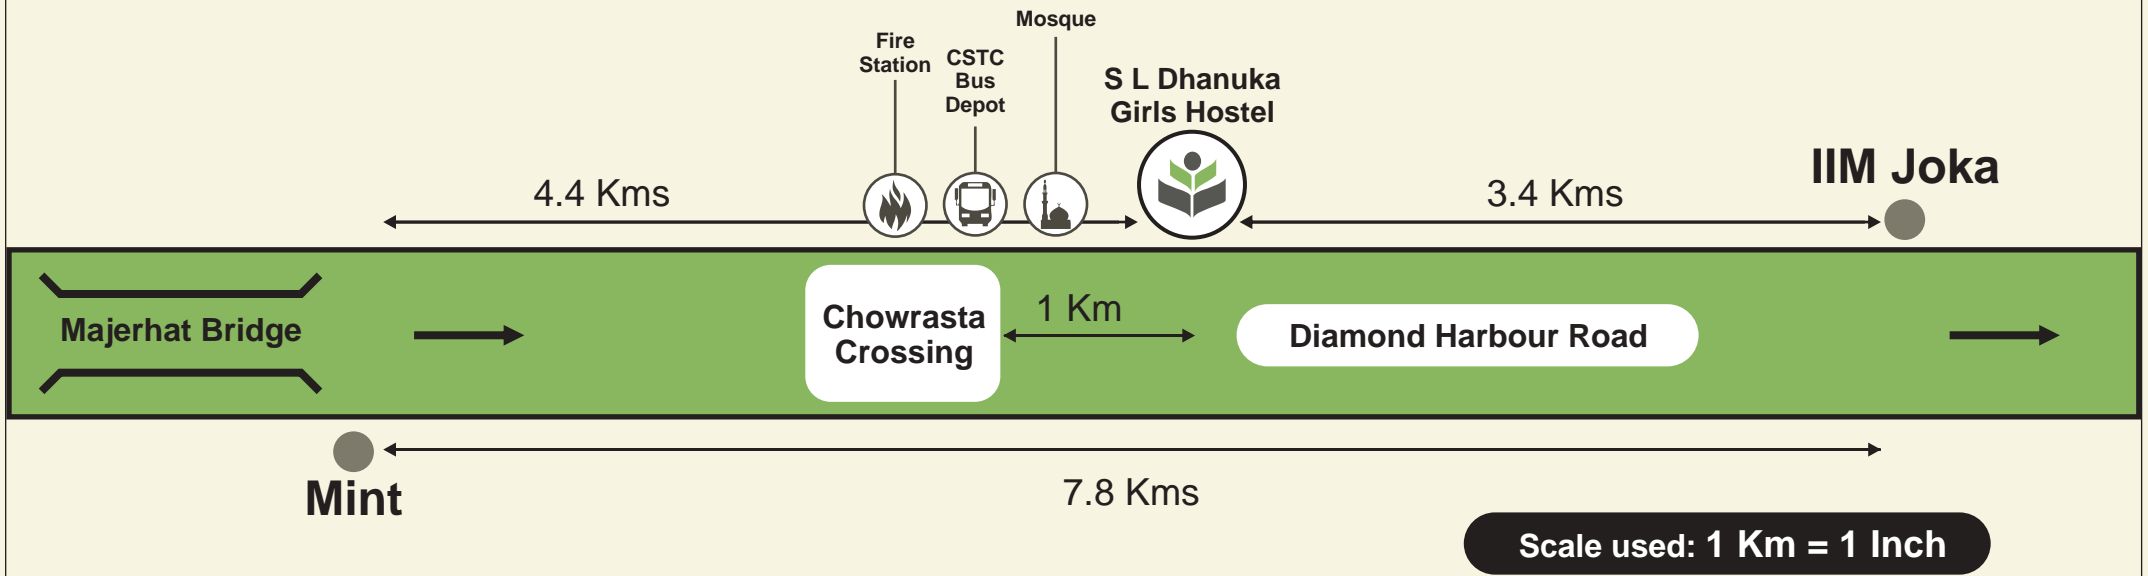 Mosque
Fire
Station
CSTC
Bus
Depot
S L Dhanuka
Girls Hostel
IIM Joka
4.4 Kms
3.4 Kms
Majerhat Bridge
Chowrasta
Crossing
1 Km
Diamond Harbour Road
Mint
7.8 Kms
Scale used: 1 Km = 1 Inch